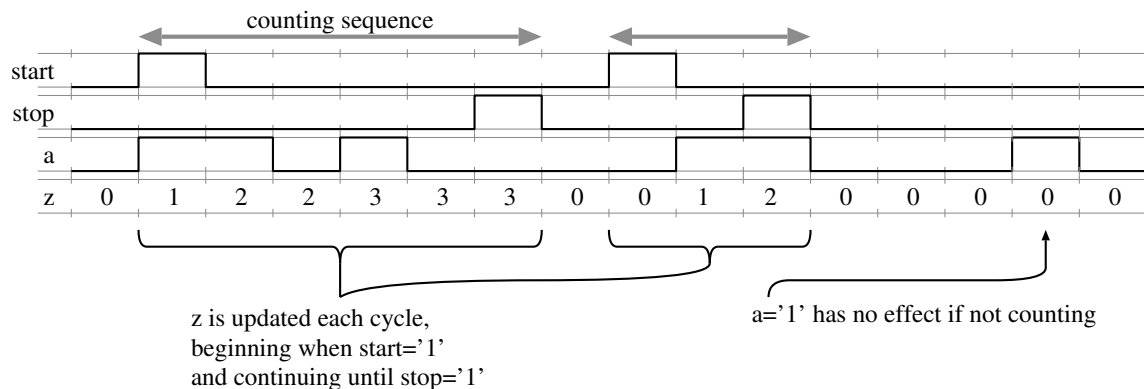 counting sequence
start
stop
a
z 0 1 2 2 3 3 3 0 0 1 2 0 0 0 0 0
z is updated each cycle,
beginning when start=’1’
and continuing until stop=’1’
a=’1’ has no effect if not counting